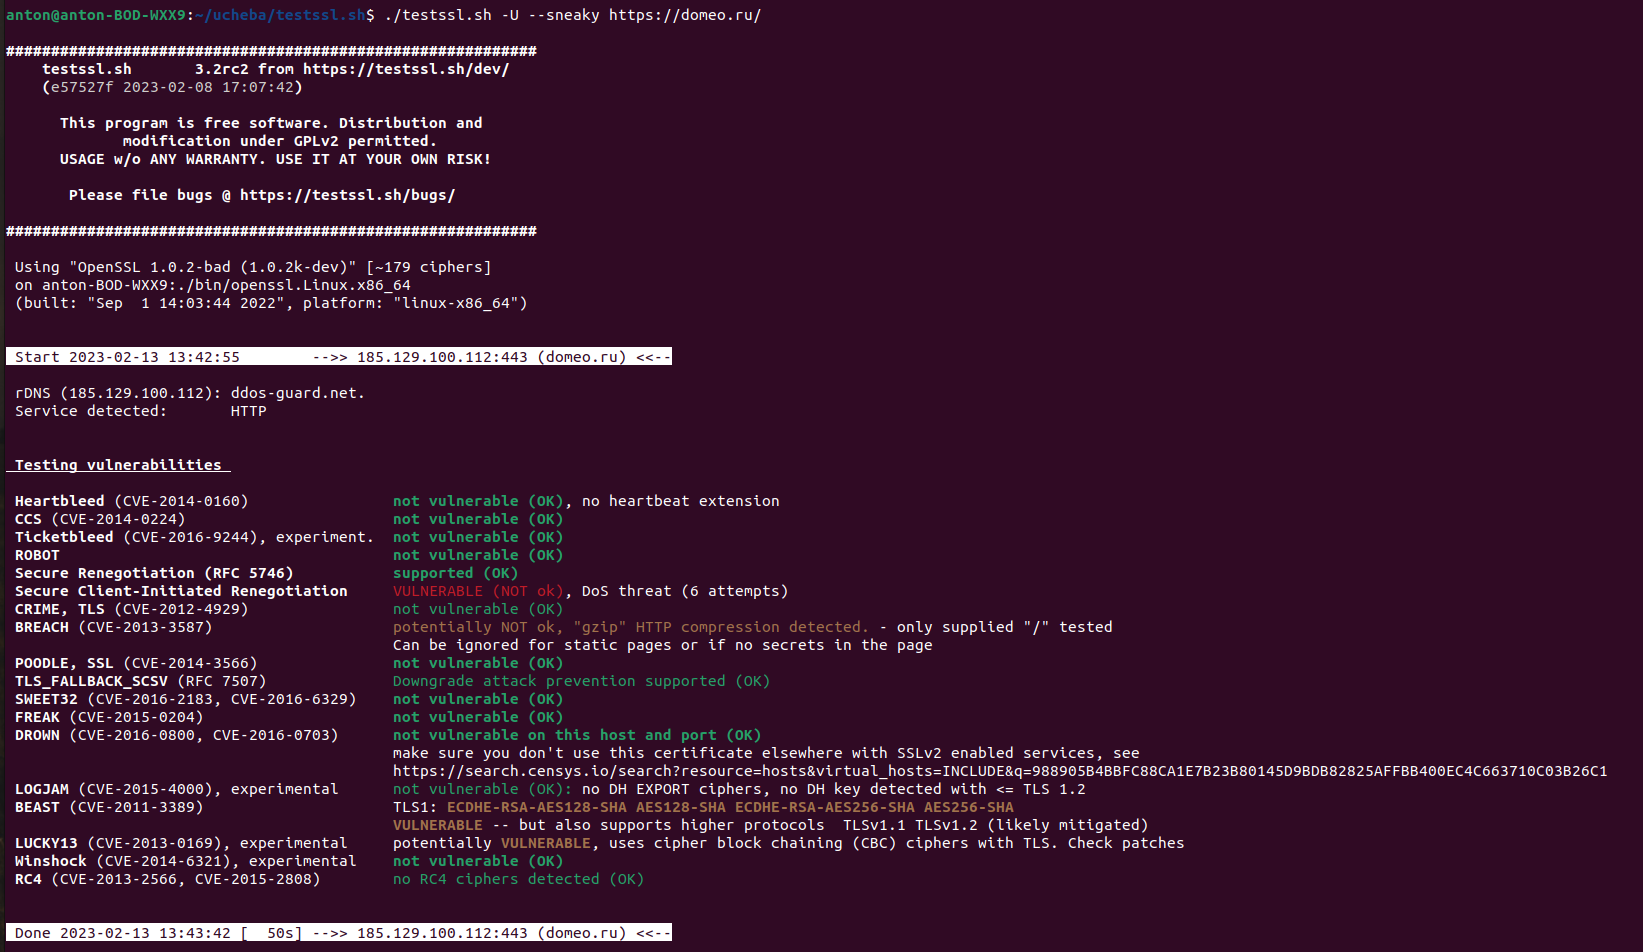 anton@anton-BOD-WXX9:~/ucheba/testssl.sh$ ./testssl.sh -U --sneaky https://domeo.ru/
###########################################################
testssl.sh       3.2rc2 from https://testssl.sh/dev/
(e57527f 2023-02-08 17:07:42)
This program is free software. Distribution and
modification under GPLv2 permitted.
USAGE w/o ANY WARRANTY. USE IT AT YOUR OWN RISK!
Please file bugs @ https://testssl.sh/bugs/
###########################################################
Using "OpenSSL 1.0.2-bad (1.0.2k-dev)" [~179 ciphers]
on anton-BOD-WXX9:./bin/openssl.Linux.x86_64
(built: "Sep  1 14:03:44 2022", platform: "linux-x86_64")
Start 2023-02-13 13:42:55        -->> 185.129.100.112:443 (domeo.ru) <<--
rDNS (185.129.100.112): ddos-guard.net.
Service detected:       HTTP
Testing vulnerabilities
Heartbleed (CVE-2014-0160)                not vulnerable (OK), no heartbeat extension
CCS (CVE-2014-0224)                       not vulnerable (OK)
Ticketbleed (CVE-2016-9244), experiment.  not vulnerable (OK)
ROBOT                                     not vulnerable (OK)
Secure Renegotiation (RFC 5746)           supported (OK)
Secure Client-Initiated Renegotiation     VULNERABLE (NOT ok), DoS threat (6 attempts)
CRIME, TLS (CVE-2012-4929)                not vulnerable (OK)
BREACH (CVE-2013-3587)                    potentially NOT ok, "gzip" HTTP compression detected. - only supplied "/" tested
Can be ignored for static pages or if no secrets in the page
POODLE, SSL (CVE-2014-3566)               not vulnerable (OK)
TLS_FALLBACK_SCSV (RFC 7507)              Downgrade attack prevention supported (OK)
SWEET32 (CVE-2016-2183, CVE-2016-6329)    not vulnerable (OK)
FREAK (CVE-2015-0204)                     not vulnerable (OK)
DROWN (CVE-2016-0800, CVE-2016-0703)      not vulnerable on this host and port (OK)
make sure you don't use this certificate elsewhere with SSLv2 enabled services, see
https://search.censys.io/search?resource=hosts&virtual_hosts=INCLUDE&q=988905B4BBFC88CA1E7B23B80145D9BDB82825AFFBB400EC4C663710C03B26C1
LOGJAM (CVE-2015-4000), experimental      not vulnerable (OK): no DH EXPORT ciphers, no DH key detected with <= TLS 1.2
BEAST (CVE-2011-3389)                     TLS1: ECDHE-RSA-AES128-SHA AES128-SHA ECDHE-RSA-AES256-SHA AES256-SHA
VULNERABLE -- but also supports higher protocols  TLSv1.1 TLSv1.2 (likely mitigated)
LUCKY13 (CVE-2013-0169), experimental     potentially VULNERABLE, uses cipher block chaining (CBC) ciphers with TLS. Check patches
Winshock (CVE-2014-6321), experimental    not vulnerable (OK)
RC4 (CVE-2013-2566, CVE-2015-2808)        no RC4 ciphers detected (OK)
Done 2023-02-13 13:43:42 [  50s] -->> 185.129.100.112:443 (domeo.ru) <<--